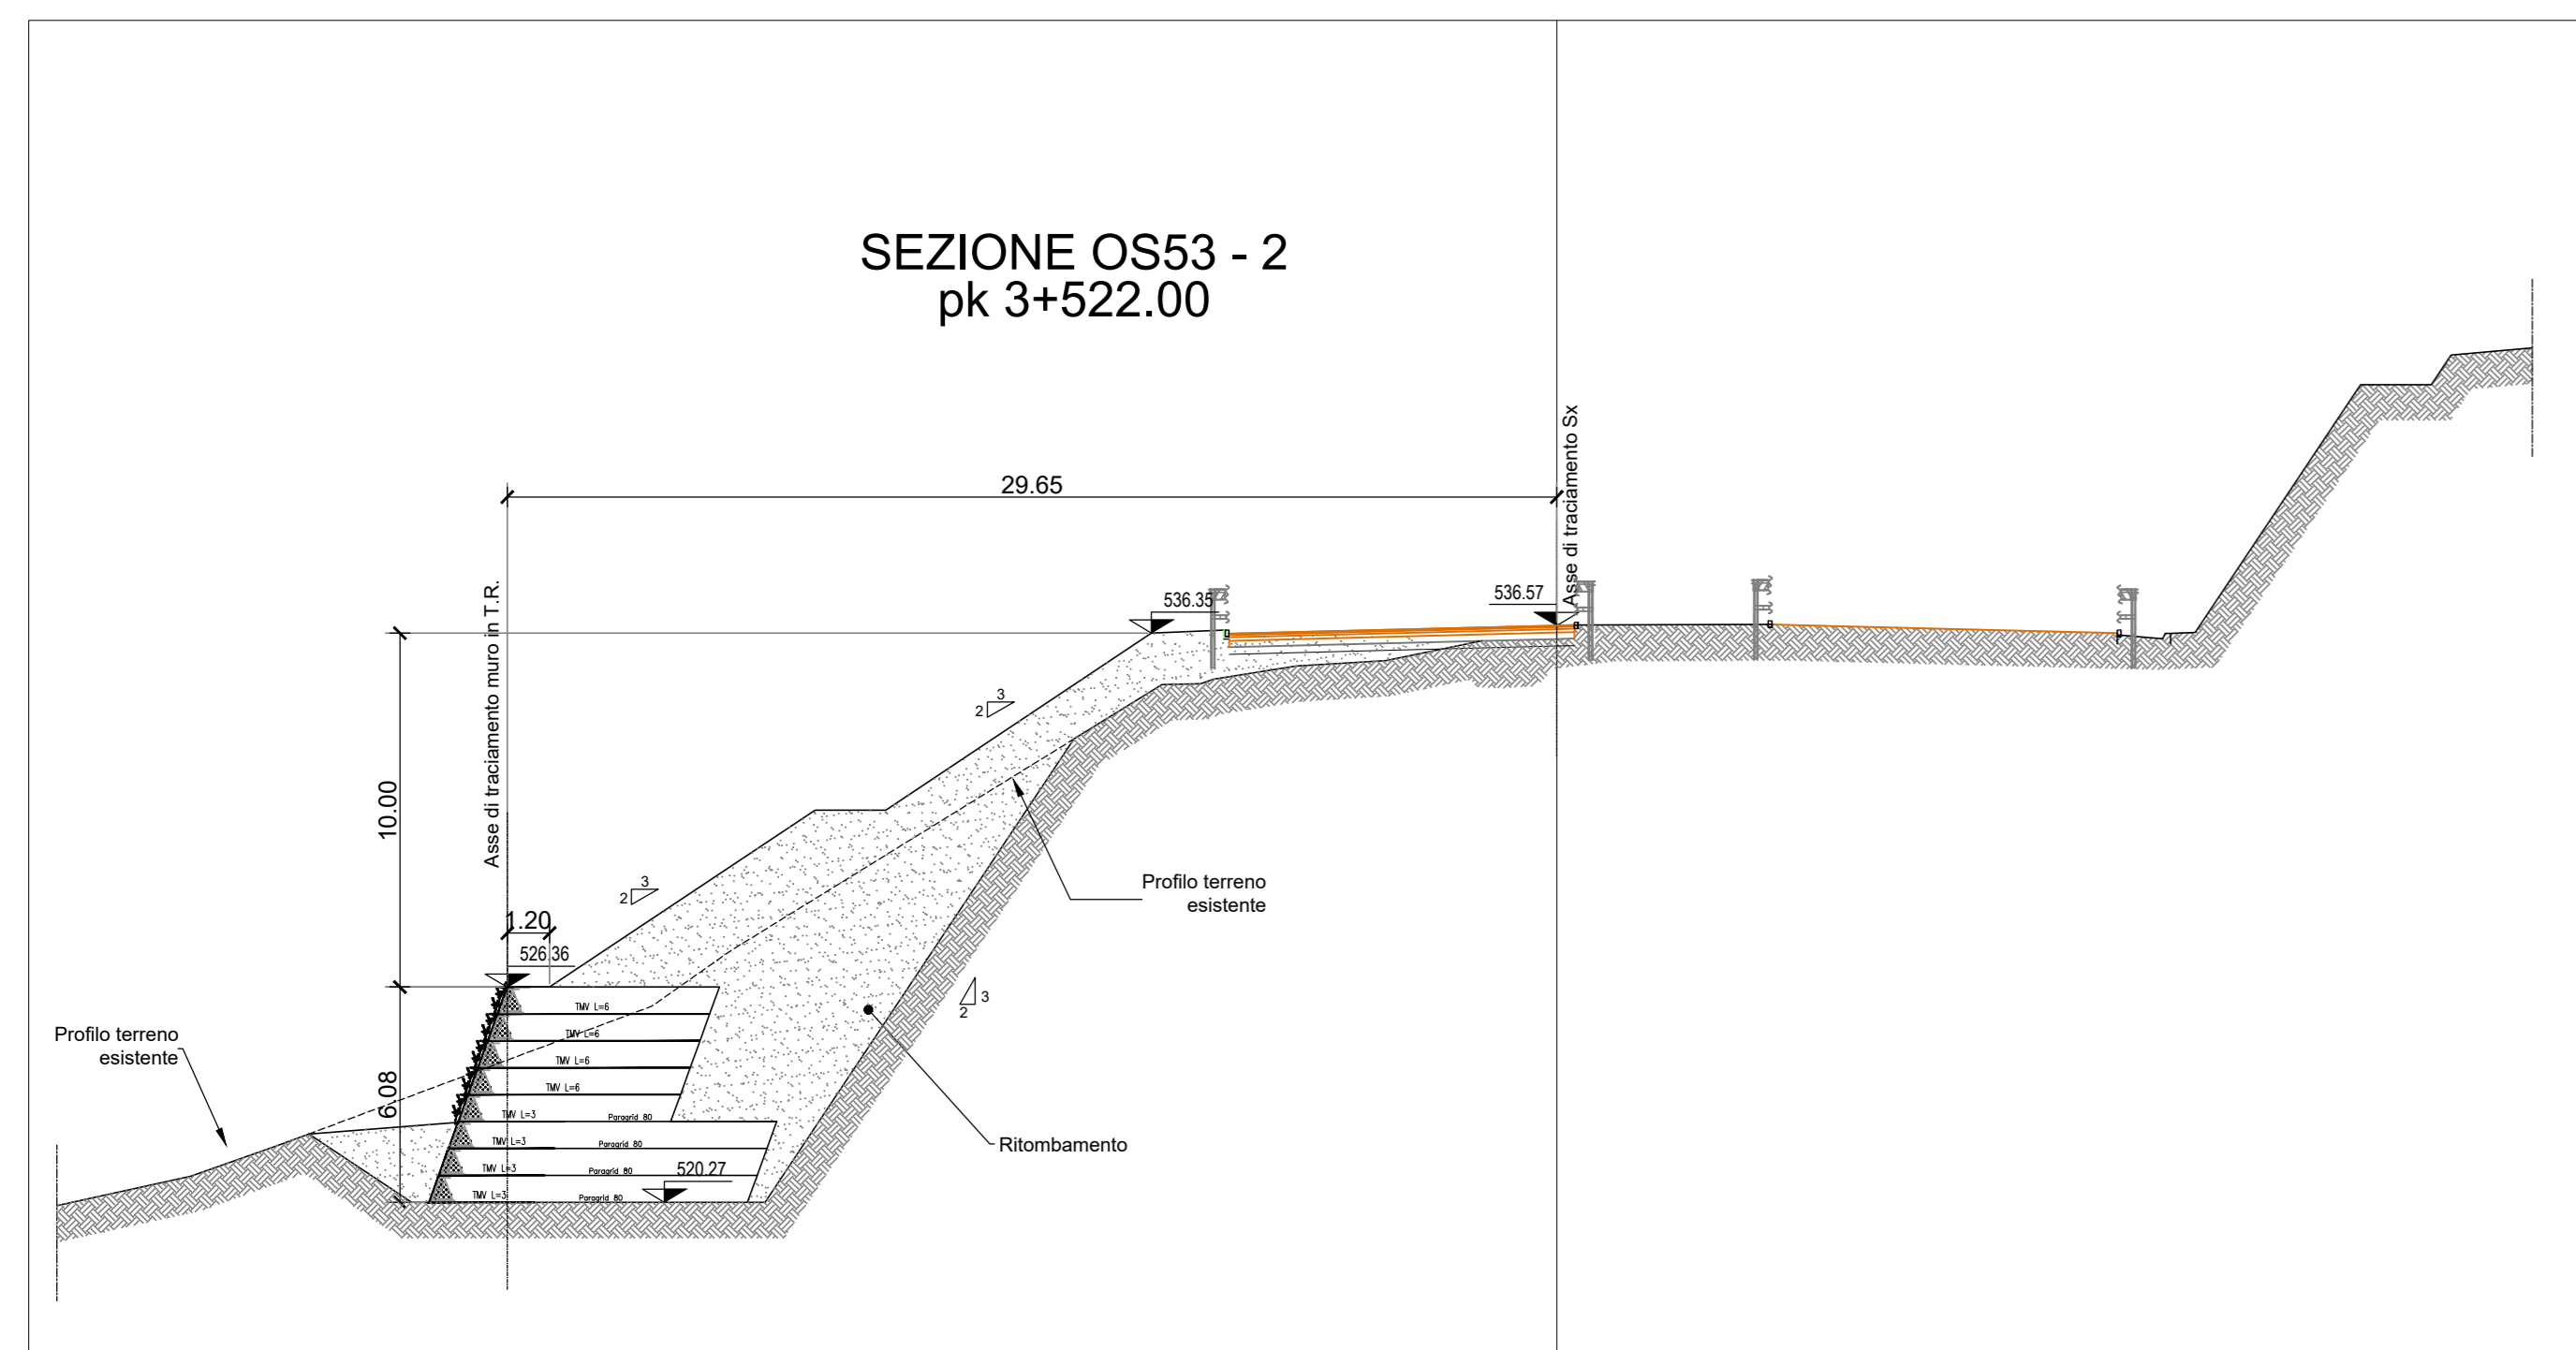 SEZIONE OS53 - 2
pk 3+522.00
29.65
Asse di tracciamento Sx
Asse di tracciamento muro in T.R.
536.35
536.57
3
2
10.00
3
2
1.20
526.36
Profilo terreno
esistente
3
2
Profilo terreno
esistente
6.08
TMV L=6
TMV L=6
TMV L=6
TMV L=6
TMV L=3 Paragrid 80
TMV L=3 Paragrid 80
TMV L=3 Paragrid 80
TMV L=3 Paragrid 80
520.27
Ritombamento